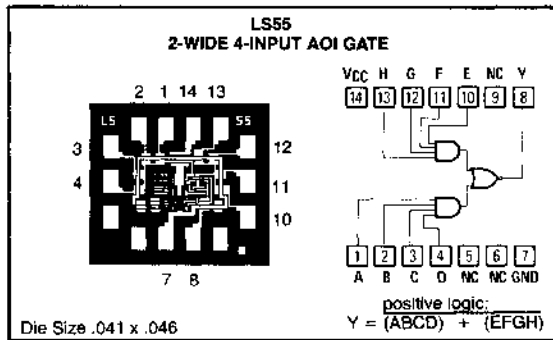 LS55
2-WIDE 4-INPUT AOI GATE
2 1 14 13
LS 55
3
4
12
11
10
7 8
Die Size .041 x .046
VCC H G F E NC Y
14 13 12 11 10 9 8
1 2 3 4 5 6 7
A B C D NC NC GND
positive logic:
Y = (ABCD) + (EFGH)